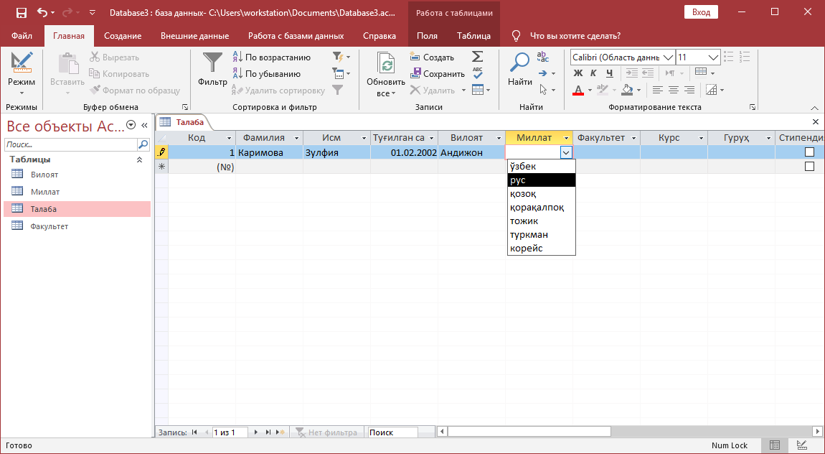 Database3 : база данных- C:\Users\workstation\Documents\Database3.ac...
Работа с таблицами
Вход
Файл Главная Создание Внешние данные Работа с базами данных Справка Поля Таблица Что вы хотите сделать?
Режим
Режимы
Вставить
Вырезать
Копировать
Формат по образцу
Буфер обмена
Фильтр
По возрастанию
По убыванию
Удалить сортировку
Сортировка и фильтр
Обновить
все
Создать
Сохранить
Удалить
Записи
Найти
Найти
Calibri (Область данны 11
Ж К Ч
Форматирование текста
Все объекты Ac...
Поиск...
Таблицы
Вилоят
Миллат
Талаба
Факультет
Талаба
Код Фамилия Исм Туғилган са Вилоят Миллат Факультет Курс Гуруҳ Стипенди
1 Каримова Зулфия 01.02.2002 Андижон
(№)
ўзбек
рус
қозоқ
қорақалпоқ
тожик
туркман
корейс
Запись: 1 из 1 Нет фильтра Поиск
Готово
Num Lock